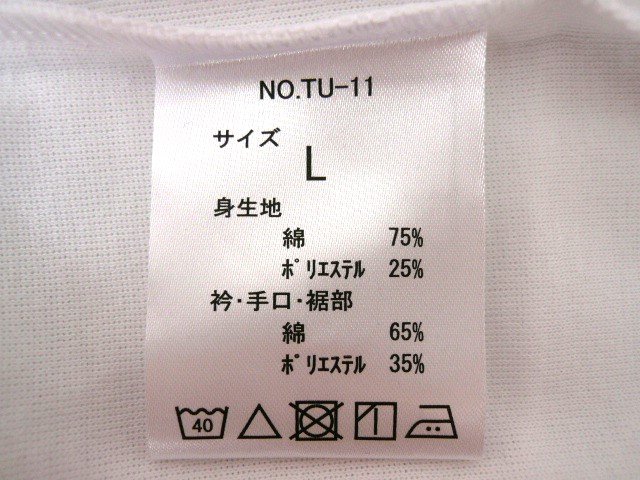 NO.TU-11
サイズ
L
身生地
綿 75%
ポリエステル 25%
衿・手口・裾部
綿 65%
ポリエステル 35%
40